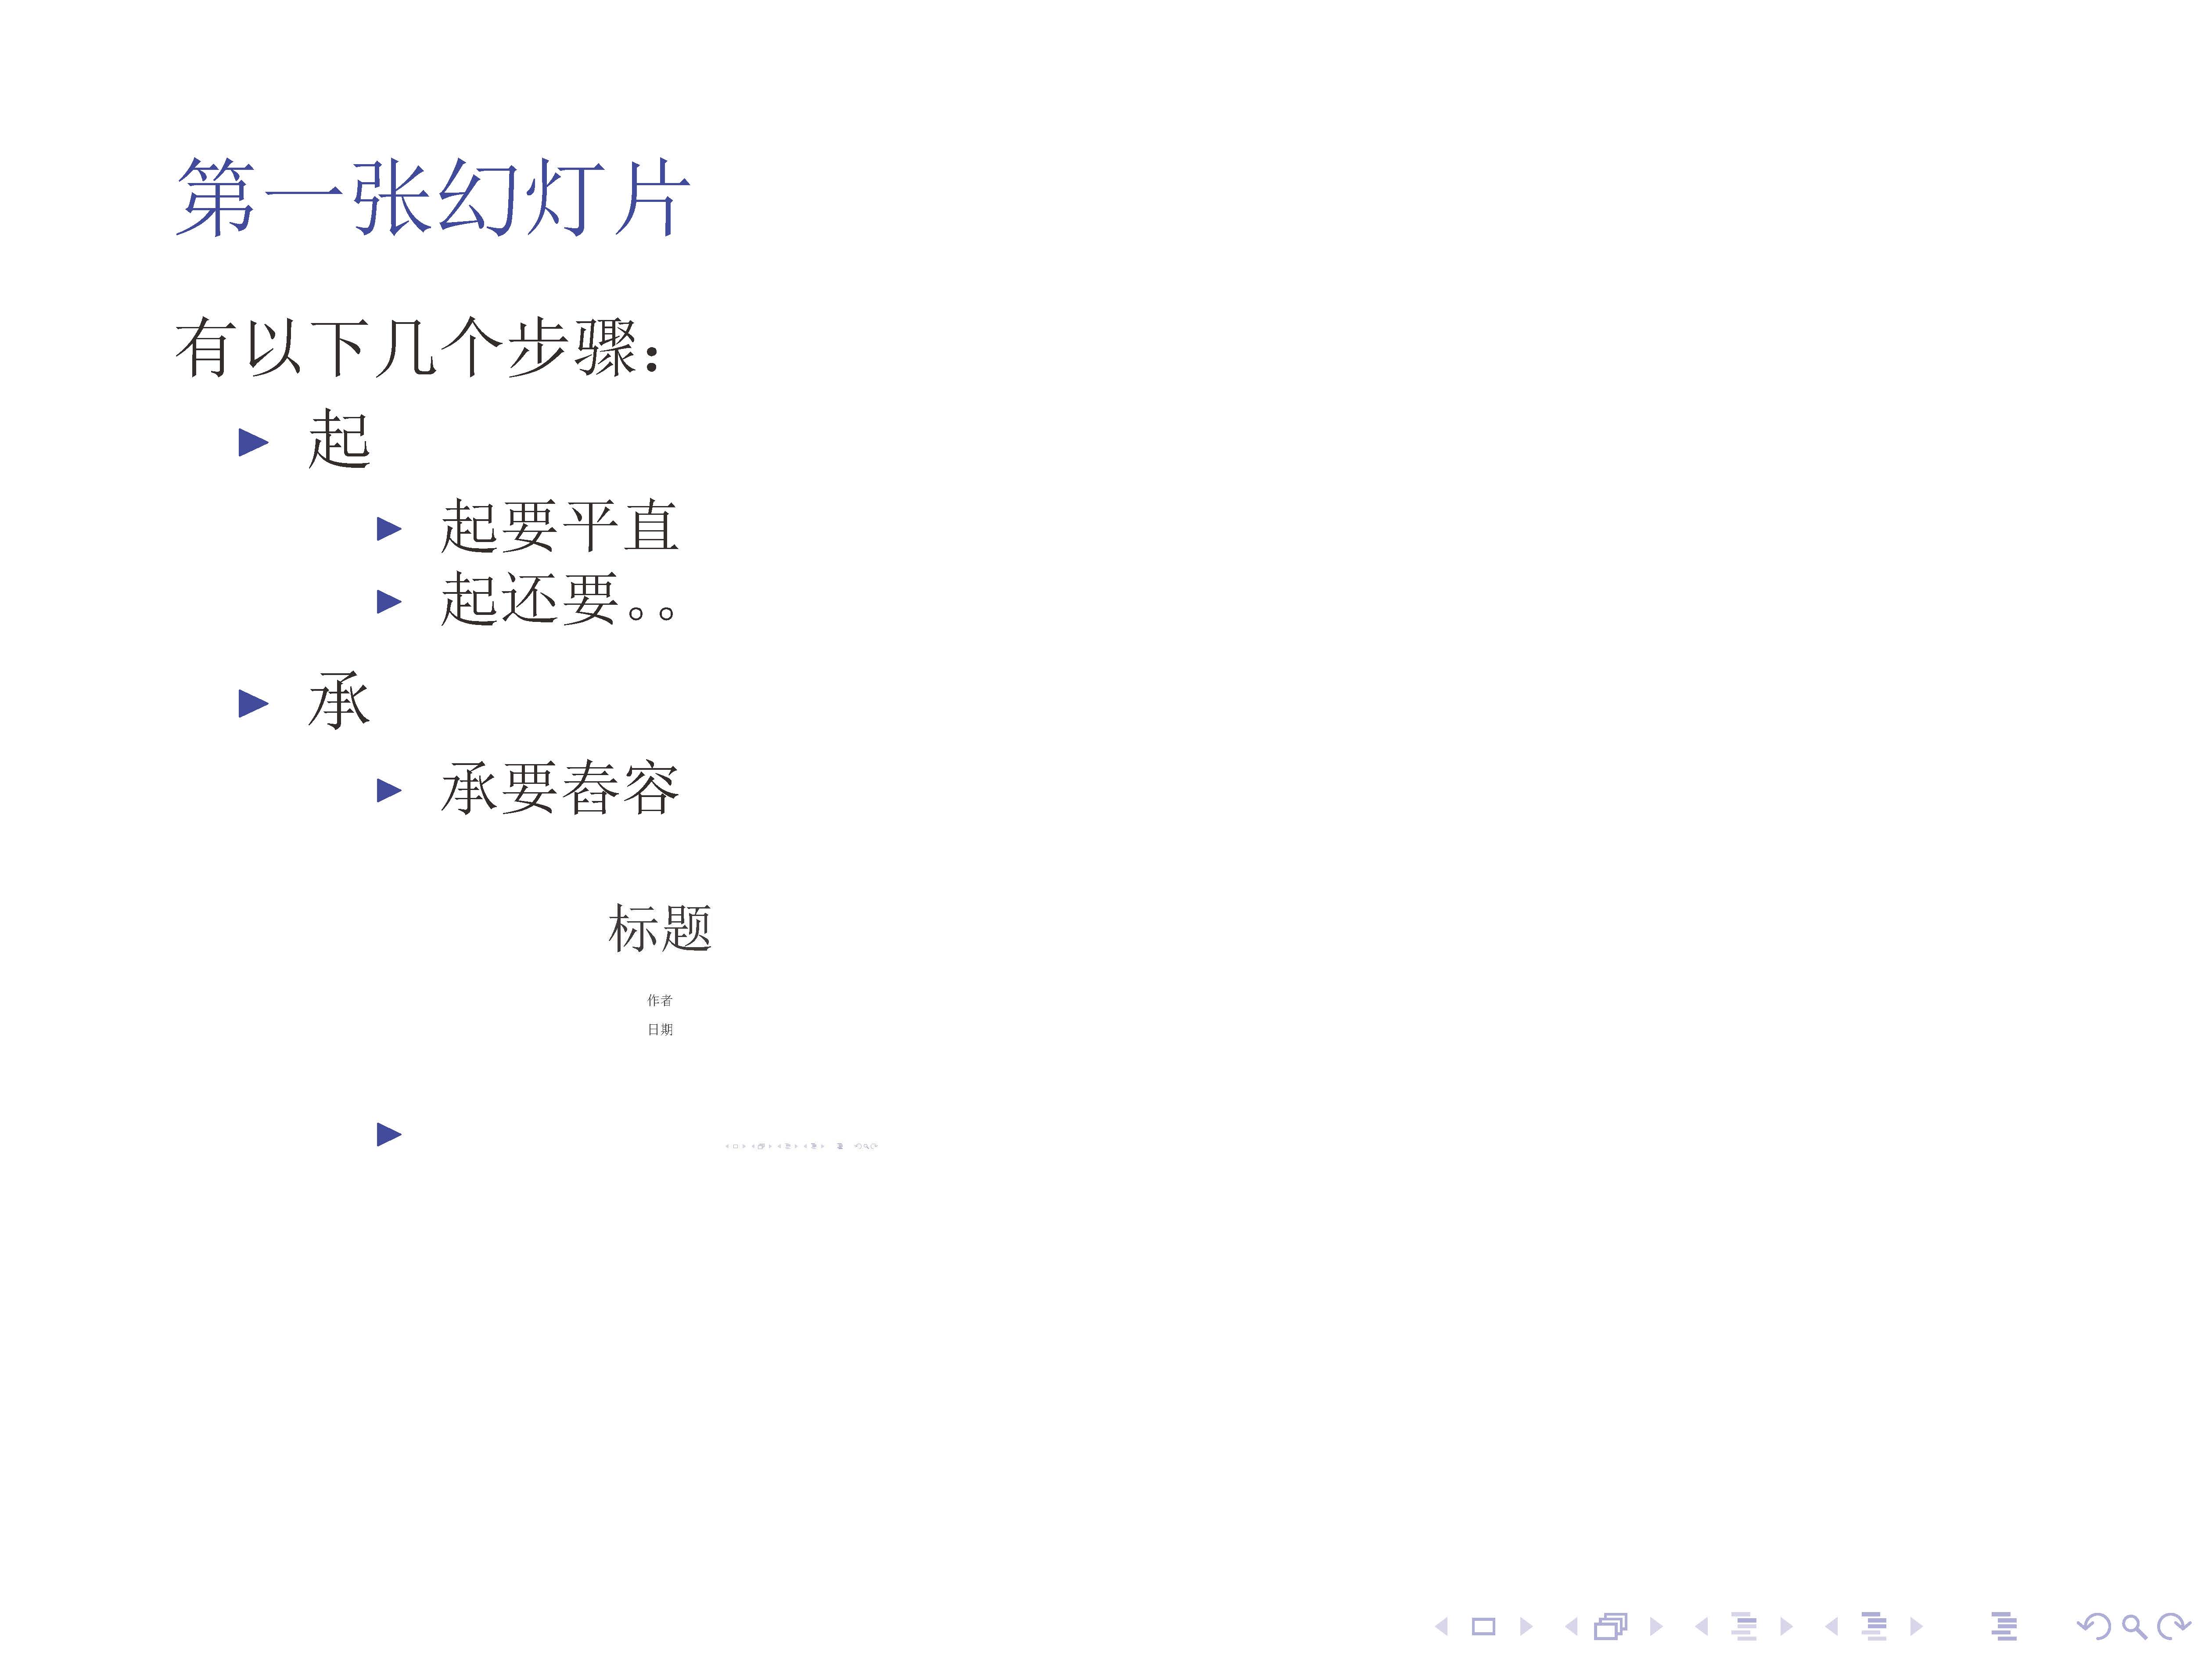 第一张幻灯片
有以下几个步骤：
起
起要平直
起还要。。
承
承要舂容
标题
作者
日期